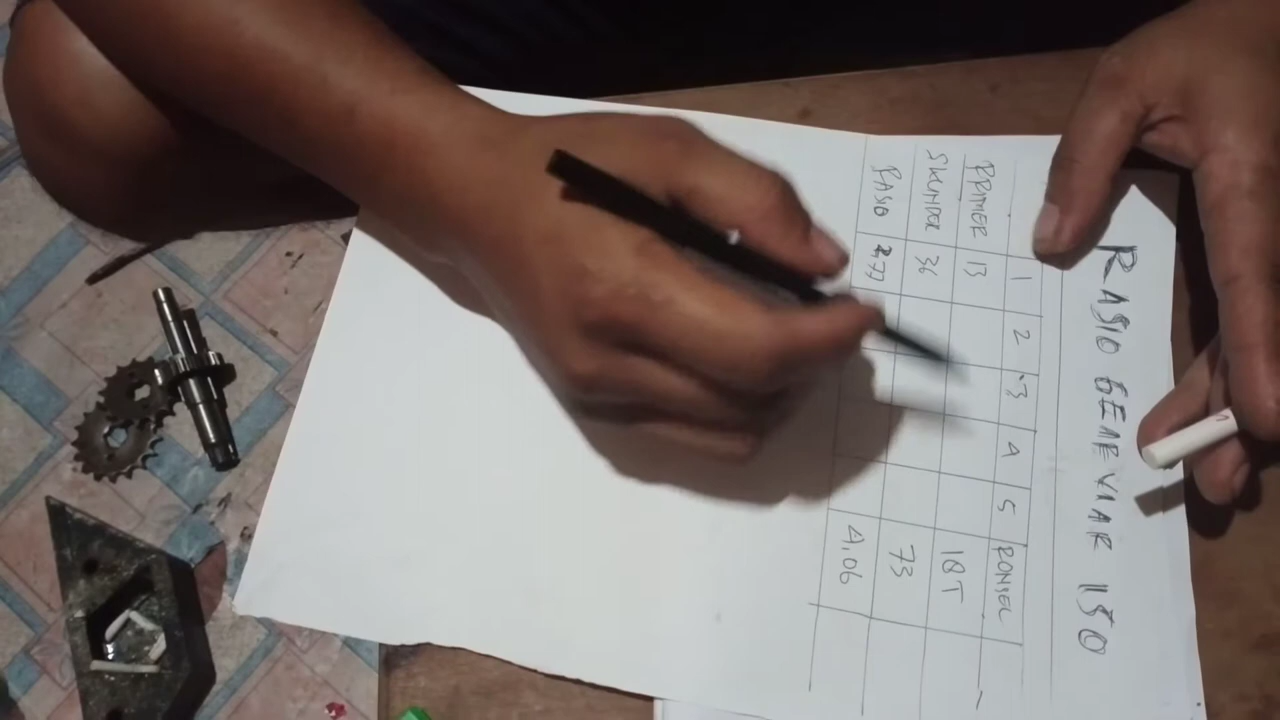 RASIO GEAR VIAR 150
1 2 3 4 5 RONSEL
PRIMER 13 18T
SKUNDER 36 73
RASIO 2,77 4,06